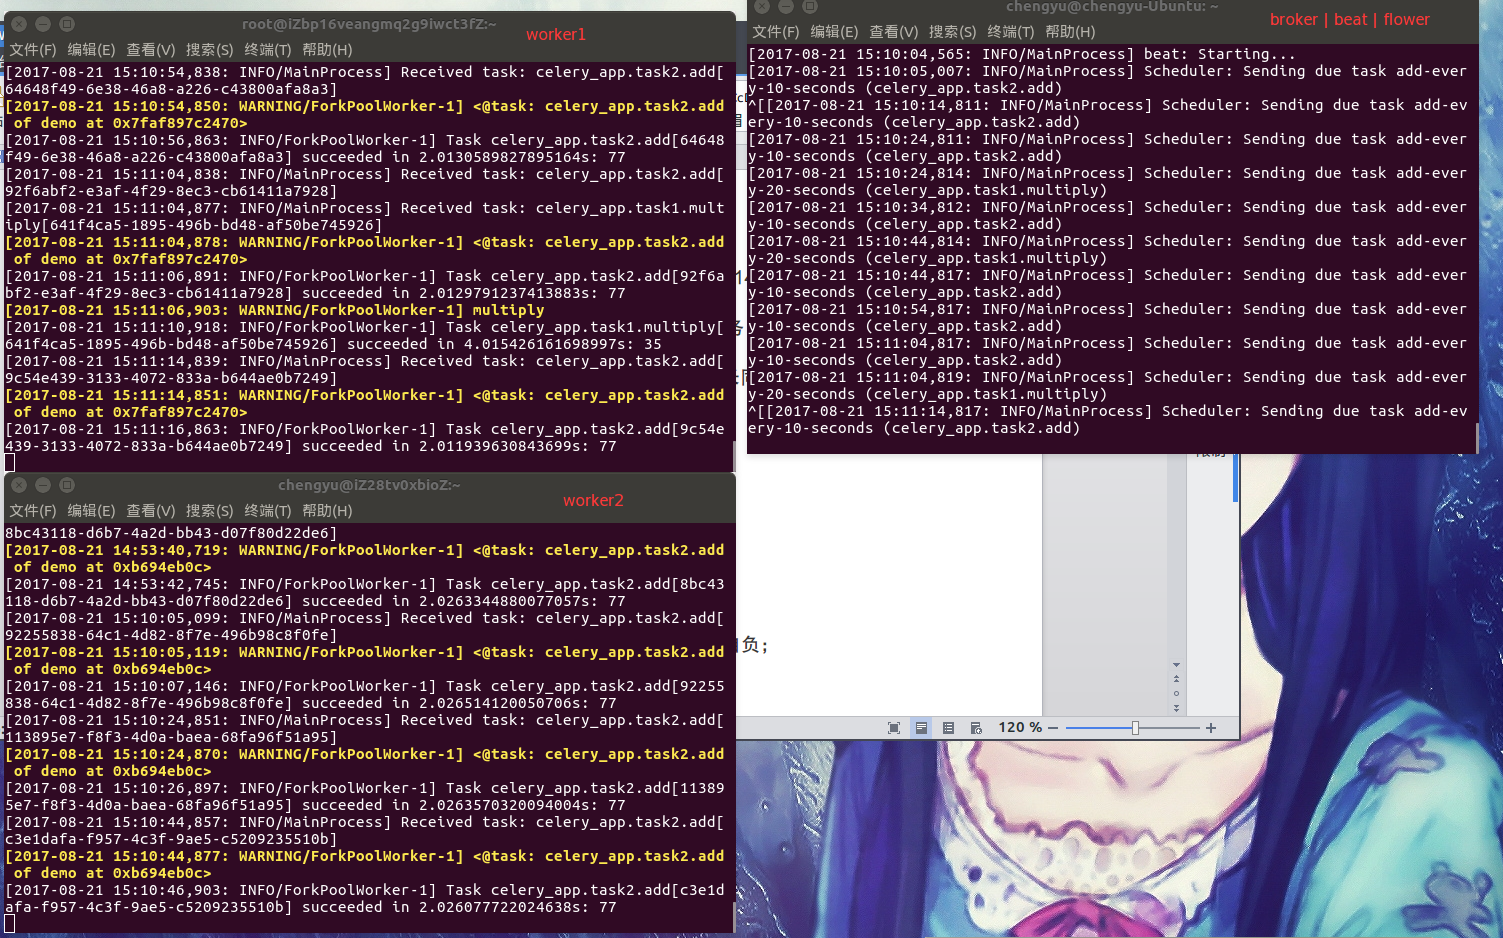 root@iZbp16veangmq2g9iwct3fZ:~
worker1
文件(F) 编辑(E) 查看(V) 搜索(S) 终端(T) 帮助(H)
[2017-08-21 15:10:54,838: INFO/MainProcess] Received task: celery_app.task2.add[
64648f49-6e38-46a8-a226-c43800afa8a3]
[2017-08-21 15:10:54,850: WARNING/ForkPoolWorker-1] <@task: celery_app.task2.add
 of demo at 0x7faf897c2470>
[2017-08-21 15:10:56,863: INFO/ForkPoolWorker-1] Task celery_app.task2.add[64648
f49-6e38-46a8-a226-c43800afa8a3] succeeded in 2.0130589827895164s: 77
[2017-08-21 15:11:04,838: INFO/MainProcess] Received task: celery_app.task2.add[
92f6abf2-e3af-4f29-8ec3-cb61411a7928]
[2017-08-21 15:11:04,877: INFO/MainProcess] Received task: celery_app.task1.mult
iply[641f4ca5-1895-496b-bd48-af50be745926]
[2017-08-21 15:11:04,878: WARNING/ForkPoolWorker-1] <@task: celery_app.task2.add
 of demo at 0x7faf897c2470>
[2017-08-21 15:11:06,891: INFO/ForkPoolWorker-1] Task celery_app.task2.add[92f6a
bf2-e3af-4f29-8ec3-cb61411a7928] succeeded in 2.0129791237413883s: 77
[2017-08-21 15:11:06,903: WARNING/ForkPoolWorker-1] multiply
[2017-08-21 15:11:10,918: INFO/ForkPoolWorker-1] Task celery_app.task1.multiply[
641f4ca5-1895-496b-bd48-af50be745926] succeeded in 4.015426161698997s: 35
[2017-08-21 15:11:14,839: INFO/MainProcess] Received task: celery_app.task2.add[
9c54e439-3133-4072-833a-b644ae0b7249]
[2017-08-21 15:11:14,851: WARNING/ForkPoolWorker-1] <@task: celery_app.task2.add
 of demo at 0x7faf897c2470>
[2017-08-21 15:11:16,863: INFO/ForkPoolWorker-1] Task celery_app.task2.add[9c54e
439-3133-4072-833a-b644ae0b7249] succeeded in 2.011939630843699s: 77
chengyu@chengyu-Ubuntu: ~
broker | beat | flower
文件(F) 编辑(E) 查看(V) 搜索(S) 终端(T) 帮助(H)
[2017-08-21 15:10:04,565: INFO/MainProcess] beat: Starting...
[2017-08-21 15:10:05,007: INFO/MainProcess] Scheduler: Sending due task add-ever
y-10-seconds (celery_app.task2.add)
^[[2017-08-21 15:10:14,811: INFO/MainProcess] Scheduler: Sending due task add-ev
ery-10-seconds (celery_app.task2.add)
[2017-08-21 15:10:24,811: INFO/MainProcess] Scheduler: Sending due task add-ever
y-10-seconds (celery_app.task2.add)
[2017-08-21 15:10:24,814: INFO/MainProcess] Scheduler: Sending due task add-ever
y-20-seconds (celery_app.task1.multiply)
[2017-08-21 15:10:34,812: INFO/MainProcess] Scheduler: Sending due task add-ever
y-10-seconds (celery_app.task2.add)
[2017-08-21 15:10:44,814: INFO/MainProcess] Scheduler: Sending due task add-ever
y-20-seconds (celery_app.task1.multiply)
[2017-08-21 15:10:44,817: INFO/MainProcess] Scheduler: Sending due task add-ever
y-10-seconds (celery_app.task2.add)
[2017-08-21 15:10:54,817: INFO/MainProcess] Scheduler: Sending due task add-ever
y-10-seconds (celery_app.task2.add)
[2017-08-21 15:11:04,817: INFO/MainProcess] Scheduler: Sending due task add-ever
y-10-seconds (celery_app.task2.add)
[2017-08-21 15:11:04,819: INFO/MainProcess] Scheduler: Sending due task add-ever
y-20-seconds (celery_app.task1.multiply)
^[[2017-08-21 15:11:14,817: INFO/MainProcess] Scheduler: Sending due task add-ev
ery-10-seconds (celery_app.task2.add)
chengyu@iZ28tv0xbioZ:~
worker2
文件(F) 编辑(E) 查看(V) 搜索(S) 终端(T) 帮助(H)
8bc43118-d6b7-4a2d-bb43-d07f80d22de6]
[2017-08-21 14:53:40,719: WARNING/ForkPoolWorker-1] <@task: celery_app.task2.add
 of demo at 0xb694eb0c>
[2017-08-21 14:53:42,745: INFO/ForkPoolWorker-1] Task celery_app.task2.add[8bc43
118-d6b7-4a2d-bb43-d07f80d22de6] succeeded in 2.0263344880077057s: 77
[2017-08-21 15:10:05,099: INFO/MainProcess] Received task: celery_app.task2.add[
92255838-64c1-4d82-8f7e-496b98c8f0fe]
[2017-08-21 15:10:05,119: WARNING/ForkPoolWorker-1] <@task: celery_app.task2.add
 of demo at 0xb694eb0c>
[2017-08-21 15:10:07,146: INFO/ForkPoolWorker-1] Task celery_app.task2.add[92255
838-64c1-4d82-8f7e-496b98c8f0fe] succeeded in 2.026514120050706s: 77
[2017-08-21 15:10:24,851: INFO/MainProcess] Received task: celery_app.task2.add[
113895e7-f8f3-4d0a-baea-68fa96f51a95]
[2017-08-21 15:10:24,870: WARNING/ForkPoolWorker-1] <@task: celery_app.task2.add
 of demo at 0xb694eb0c>
[2017-08-21 15:10:26,897: INFO/ForkPoolWorker-1] Task celery_app.task2.add[11389
5e7-f8f3-4d0a-baea-68fa96f51a95] succeeded in 2.0263570320094004s: 77
[2017-08-21 15:10:44,857: INFO/MainProcess] Received task: celery_app.task2.add[
c3e1dafa-f957-4c3f-9ae5-c5209235510b]
[2017-08-21 15:10:44,877: WARNING/ForkPoolWorker-1] <@task: celery_app.task2.add
 of demo at 0xb694eb0c>
[2017-08-21 15:10:46,903: INFO/ForkPoolWorker-1] Task celery_app.task2.add[c3e1d
afa-f957-4c3f-9ae5-c5209235510b] succeeded in 2.026077722024638s: 77
负；
120 %